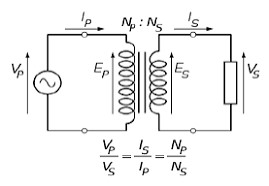 I_P N_P : N_S I_S
V_P E_P E_S V_S
V_P/V_S = I_S/I_P = N_P/N_S